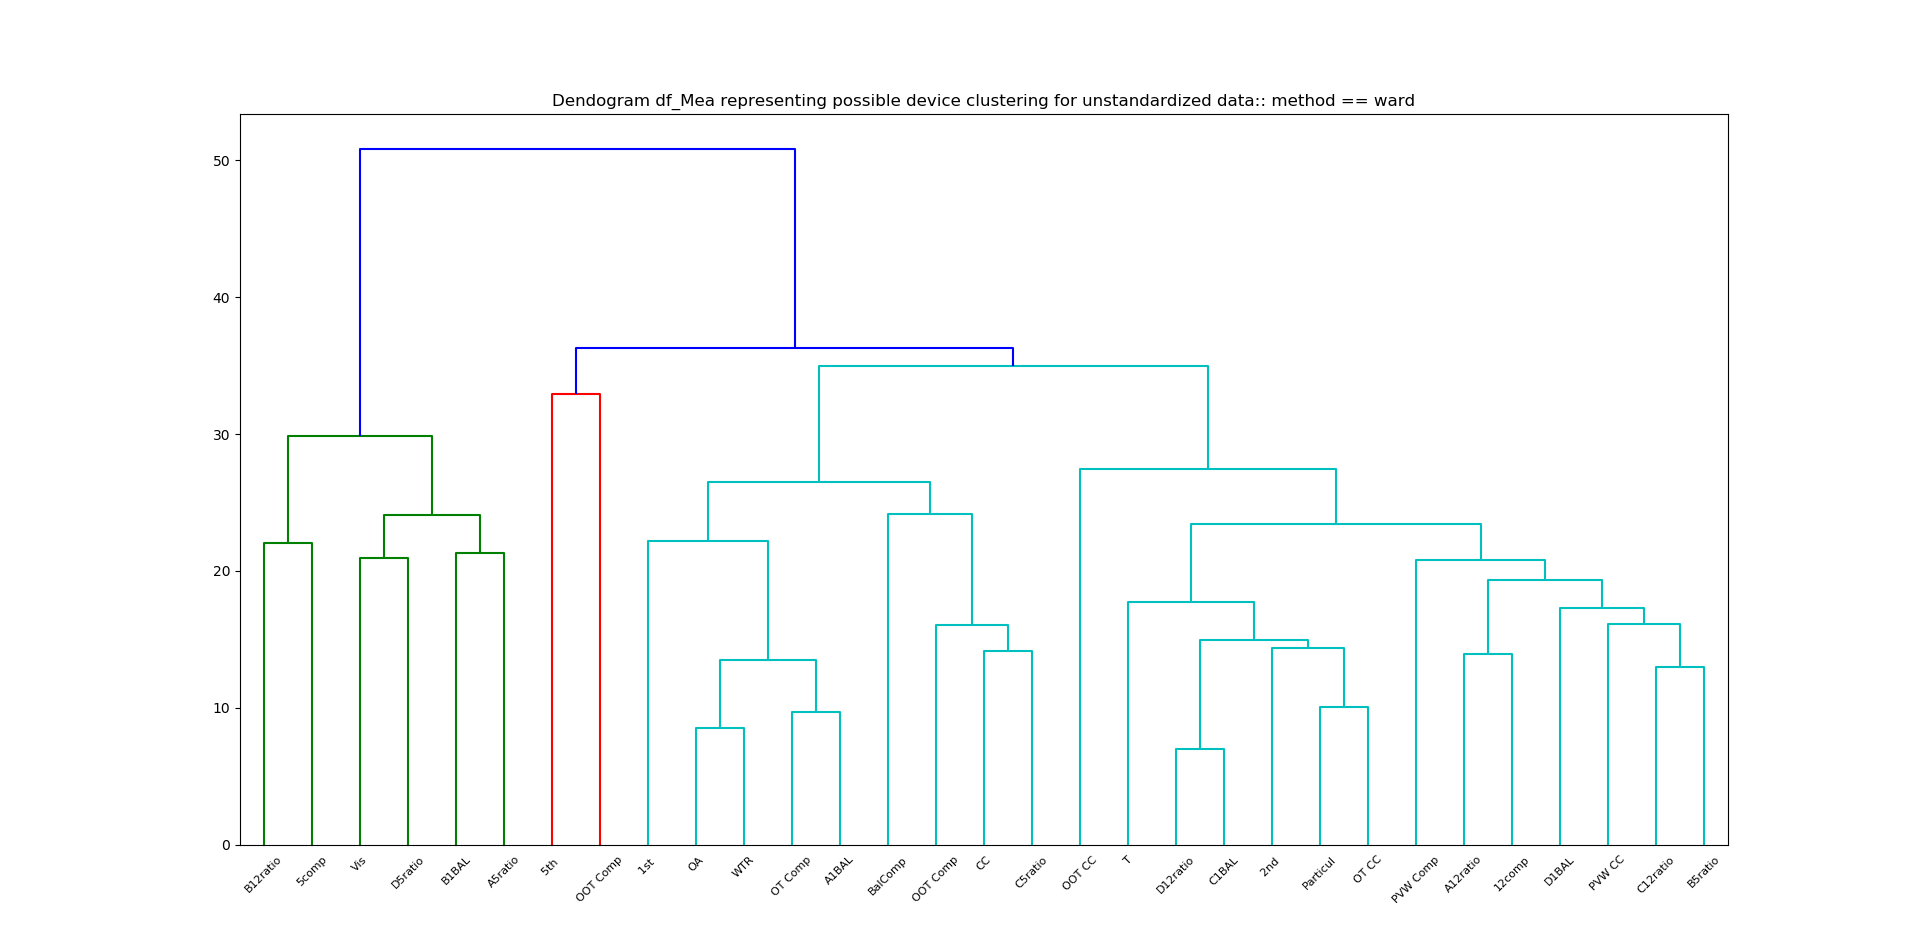 Dendogram df_Mea representing possible device clustering for unstandardized data:: method == ward
50
40
30
20
10
0
B12ratio
5comp
Vis
D5ratio
B1BAL
A5ratio
5th
OOT Comp
1st
OA
WTR
OT Comp
A1BAL
BalComp
OOT Comp
CC
C5ratio
OOT CC
T
D12ratio
C1BAL
2nd
Particul
OT CC
PVW Comp
A12ratio
12comp
D1BAL
PVW CC
C12ratio
B5ratio